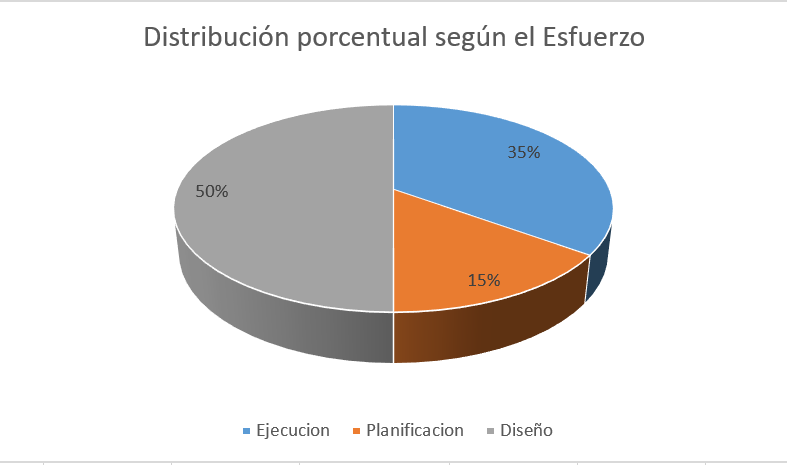 Distribución porcentual según el Esfuerzo
35%
50%
15%
Ejecucion Planificacion Diseño